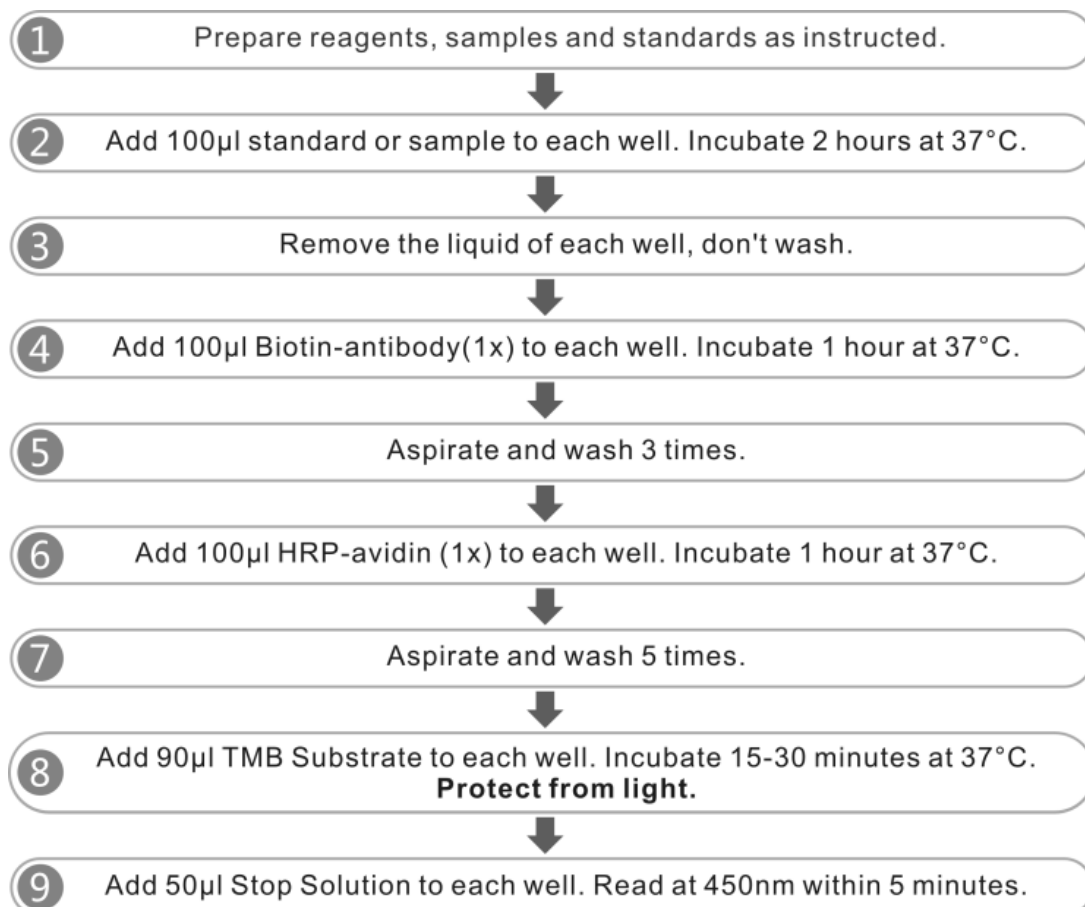 1 Prepare reagents, samples and standards as instructed.
2 Add 100μl standard or sample to each well. Incubate 2 hours at 37°C.
3 Remove the liquid of each well, don't wash.
4 Add 100μl Biotin-antibody(1x) to each well. Incubate 1 hour at 37°C.
5 Aspirate and wash 3 times.
6 Add 100μl HRP-avidin (1x) to each well. Incubate 1 hour at 37°C.
7 Aspirate and wash 5 times.
8 Add 90μl TMB Substrate to each well. Incubate 15-30 minutes at 37°C.
Protect from light.
9 Add 50μl Stop Solution to each well. Read at 450nm within 5 minutes.